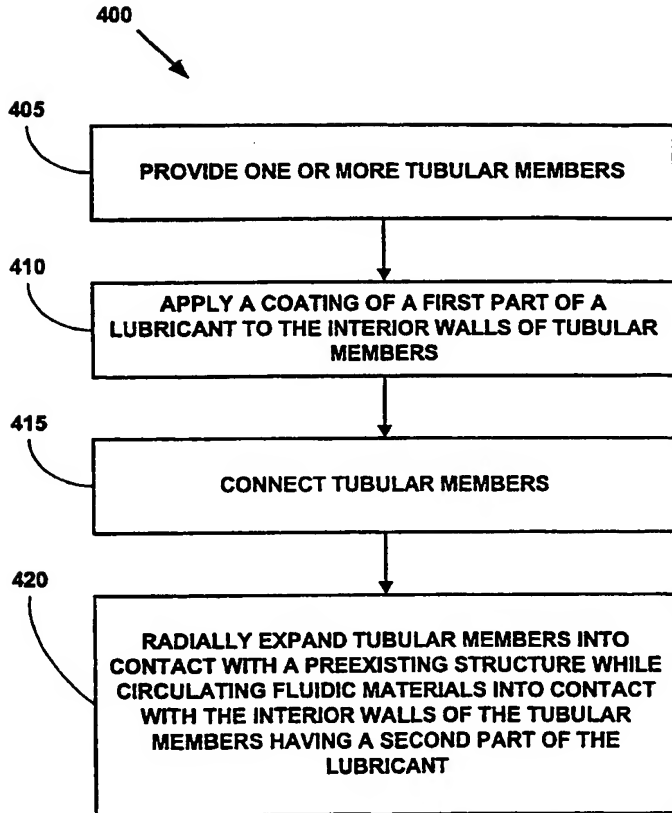 400
405
PROVIDE ONE OR MORE TUBULAR MEMBERS
410
APPLY A COATING OF A FIRST PART OF A
LUBRICANT TO THE INTERIOR WALLS OF TUBULAR
MEMBERS
415
CONNECT TUBULAR MEMBERS
420
RADIALLY EXPAND TUBULAR MEMBERS INTO
CONTACT WITH A PREEXISTING STRUCTURE WHILE
CIRCULATING FLUIDIC MATERIALS INTO CONTACT
WITH THE INTERIOR WALLS OF THE TUBULAR
MEMBERS HAVING A SECOND PART OF THE
LUBRICANT